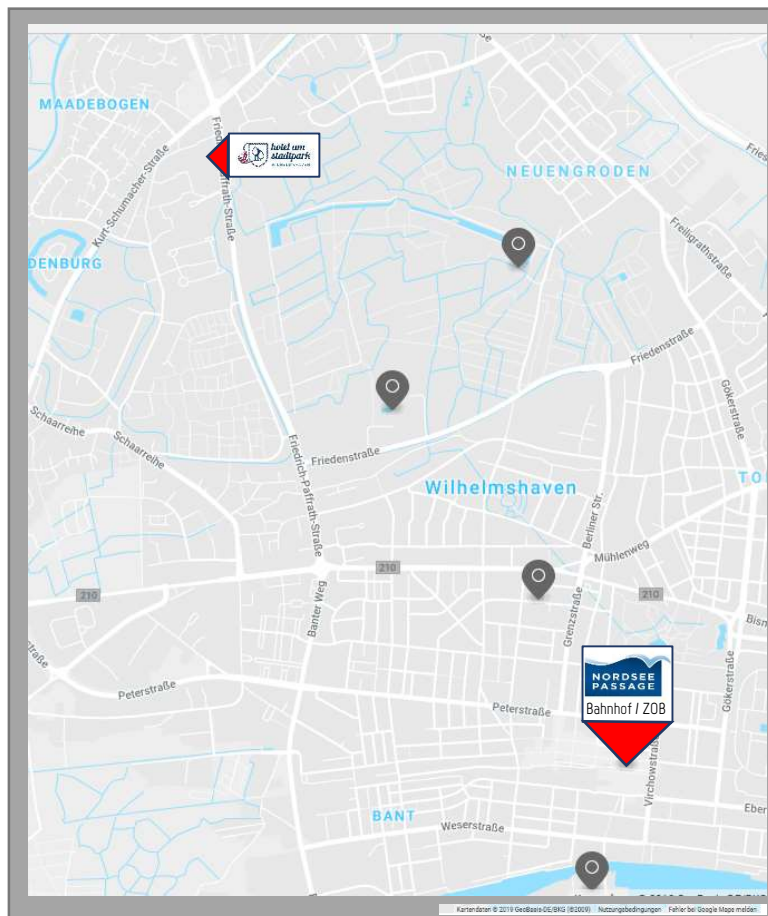 MAADEBOGEN
Friedrich-Paffrath-Straße
hotel am
stadtpark
Kurt-Schumacher-Straße
NEUENGRODEN
Freiligrathstraße
DENBURG
Friedenstraße
Gökerstraße
Schaarreihe
Schaarreihe
Friedrich-Paffrath-Straße
Friedenstraße
Wilhelmshaven
Berliner Str.
Mühlenweg
210
210
210
Banter Weg
Grenzstraße
Bism
NORDSEE
PASSAGE
Bahnhof / ZOB
Gökerstraße
Peterstraße
Peterstraße
Virchowstraße
BANT
Weserstraße
Eber
Kartendaten © 2019 GeoBasis-DE/BKG (©2009) Nutzungsbedingungen Fehler bei Google Maps melden